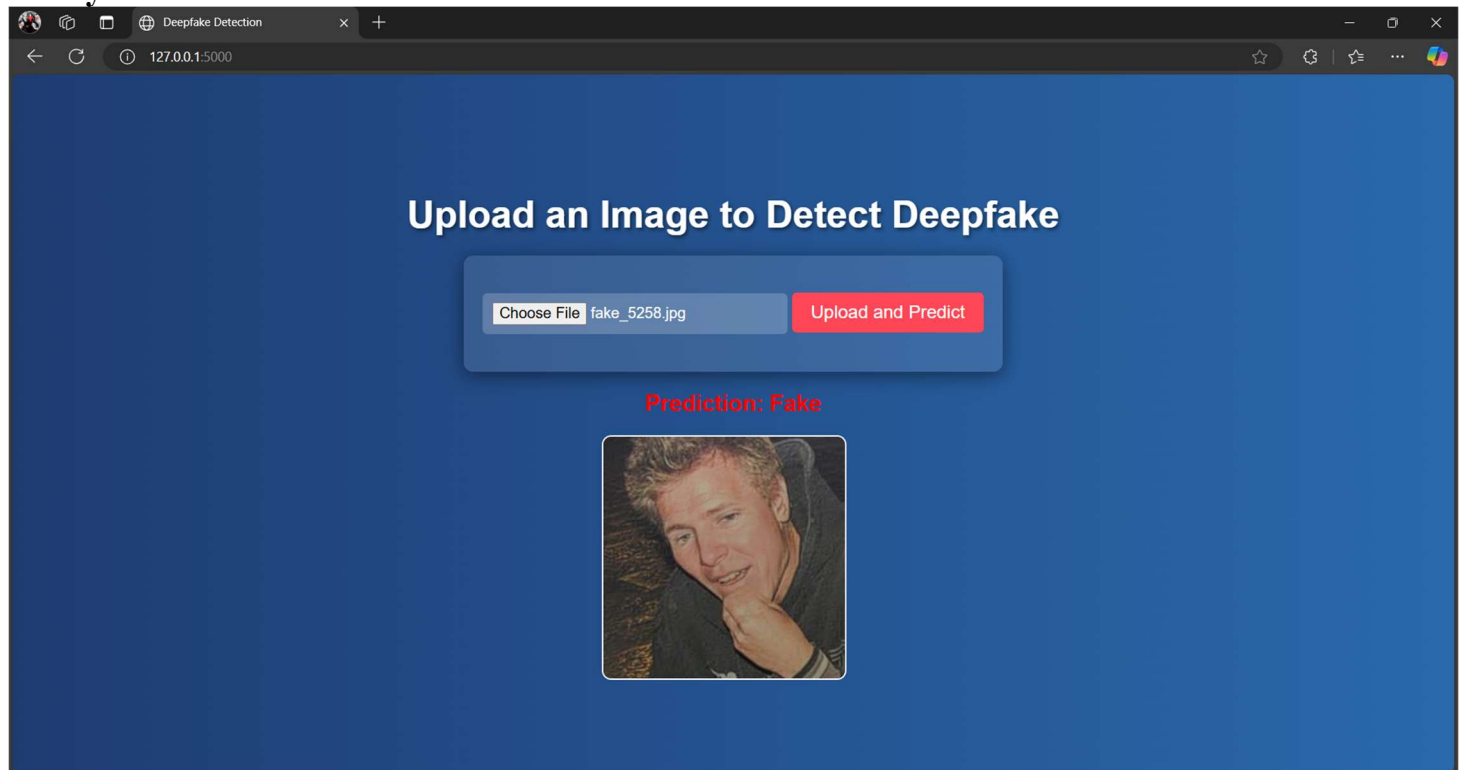 Deepfake Detection
127.0.0.1:5000
Upload an Image to Detect Deepfake
Choose File fake_5258.jpg Upload and Predict
Prediction: Fake